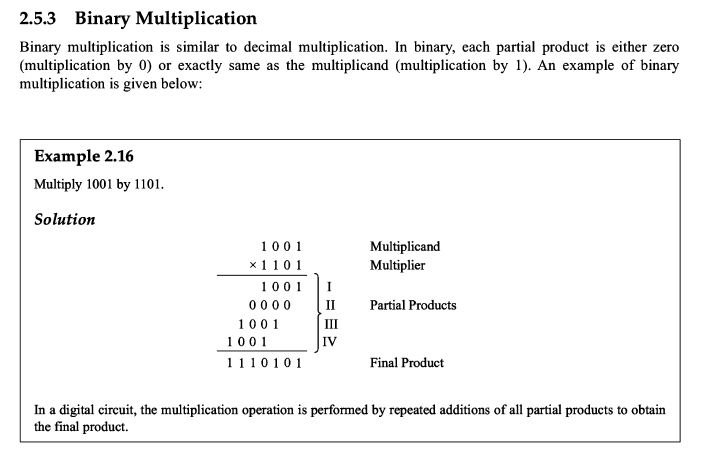 2.5.3 Binary Multiplication
Binary multiplication is similar to decimal multiplication. In binary, each partial product is either zero
(multiplication by 0) or exactly same as the multiplicand (multiplication by 1). An example of binary
multiplication is given below:
Example 2.16
Multiply 1001 by 1101.
Solution
1 0 0 1 Multiplicand
× 1 1 0 1 Multiplier
1 0 0 1 I
0 0 0 0 II Partial Products
1 0 0 1 III
1 0 0 1 IV
1 1 1 0 1 0 1 Final Product
In a digital circuit, the multiplication operation is performed by repeated additions of all partial products to obtain
the final product.